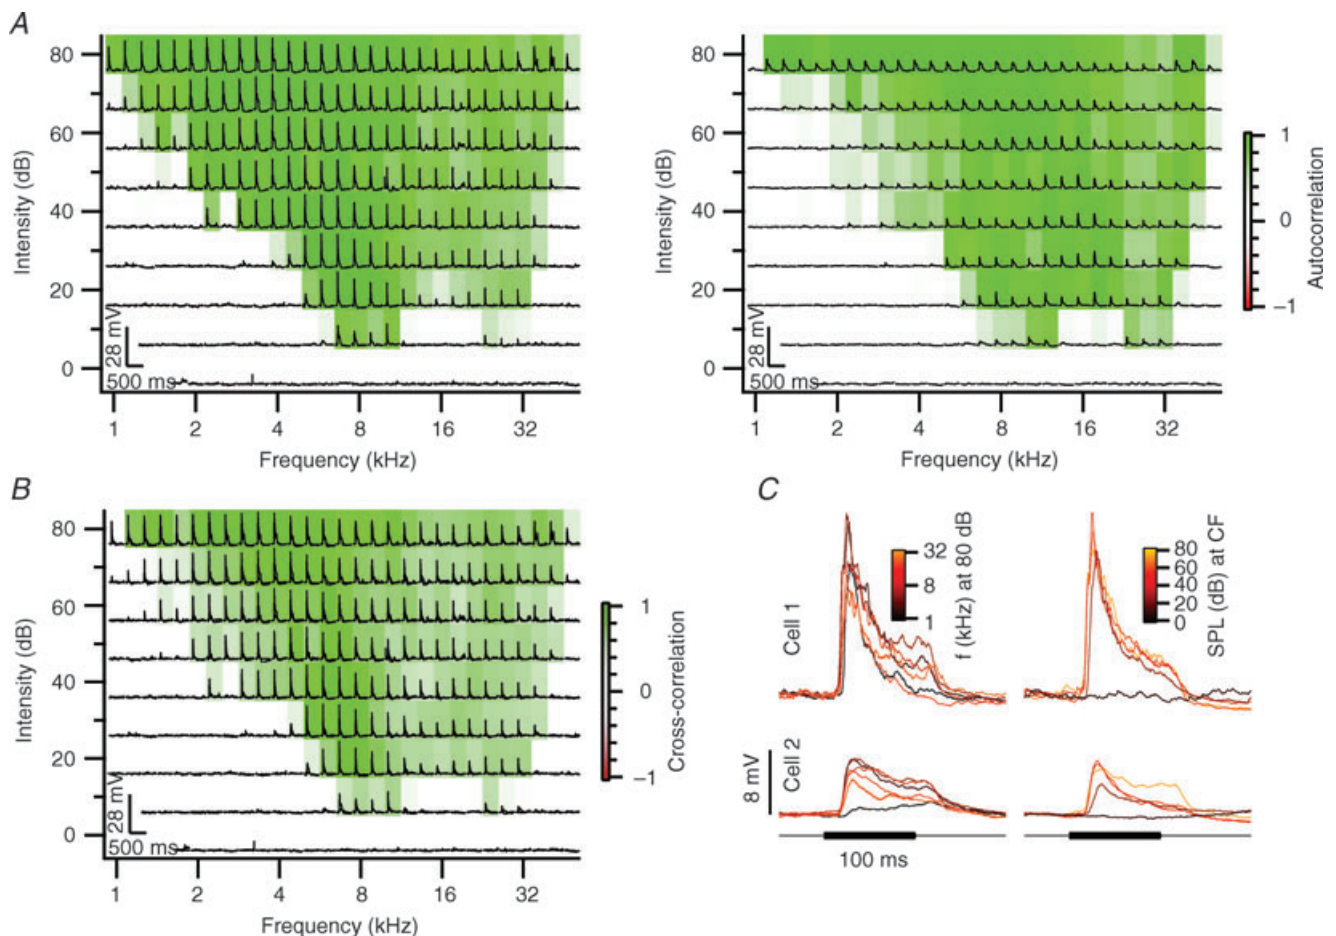 A
80
60
40
20
0
Intensity (dB)
28 mV
500 ms
1 2 4 8 16 32
Frequency (kHz)
80
60
40
20
0
Intensity (dB)
28 mV
500 ms
1 2 4 8 16 32
Frequency (kHz)
1
0
−1
Autocorrelation
B
80
60
40
20
0
Intensity (dB)
28 mV
500 ms
1 2 4 8 16 32
Frequency (kHz)
1
0
−1
Cross-correlation
C
Cell 1
32
8
1
f (kHz) at 80 dB
80
60
40
20
0
SPL (dB) at CF
8 mV
Cell 2
100 ms